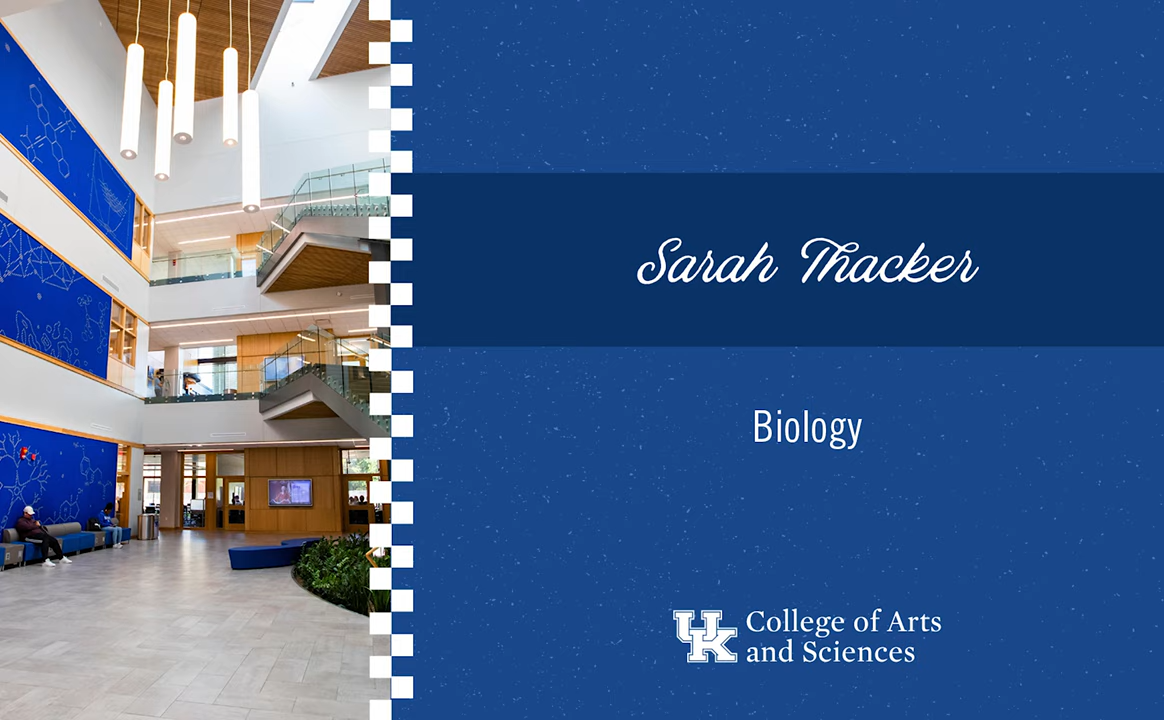 Sarah Thacker
Biology
UK College of Arts
and Sciences